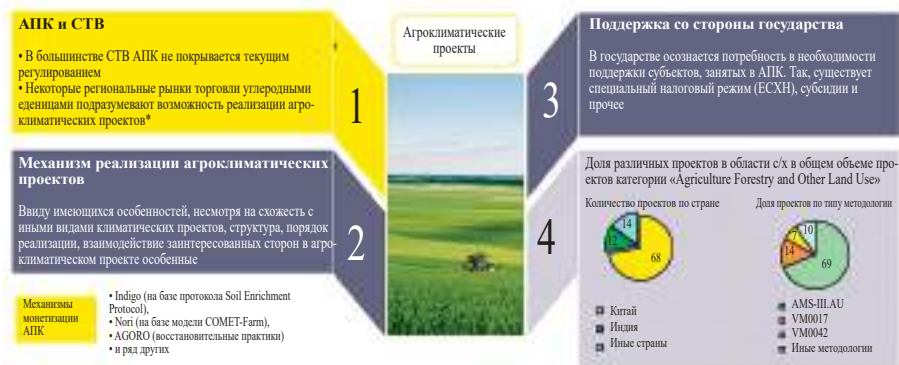 АПК и СТВ
• В большинстве СТВ АПК не покрывается текущим
регулированием
• Некоторые региональные рынки торговли углеродными
еденицами подразумевают возможность реализации агро-
климатических проектов*
1
Механизм реализации агроклиматических
проектов
Ввиду имеющихся особенностей, несмотря на схожесть с
иными видами климатических проектов, структура, порядок
реализации, взаимодействие заинтересованных сторон в агро-
климатическом проекте особенные
2
Механизмы
монетизации
АПК
• Indigo (на базе протокола Soil Enrichment
Protocol),
• Nori (на базе модели COMET-Farm),
• AGORO (восстановительные практики)
• и ряд других
Агроклиматические
проекты
3
Поддержка со стороны государства
В государстве осознается потребность в необходимости
поддержки субъектов, занятых в АПК. Так, существует
специальный налоговый режим (ЕСХН), субсидии и
прочее
4
Доля различных проектов в области с/х в общем объеме про-
ектов категории «Agriculture Forestry and Other Land Use»
Количество проектов по стране
14
12
68
Китай
Индия
Иные страны
Доля проектов по типу методологии
10
7
14
69
AMS-III.AU
VM0017
VM0042
Иные методологии